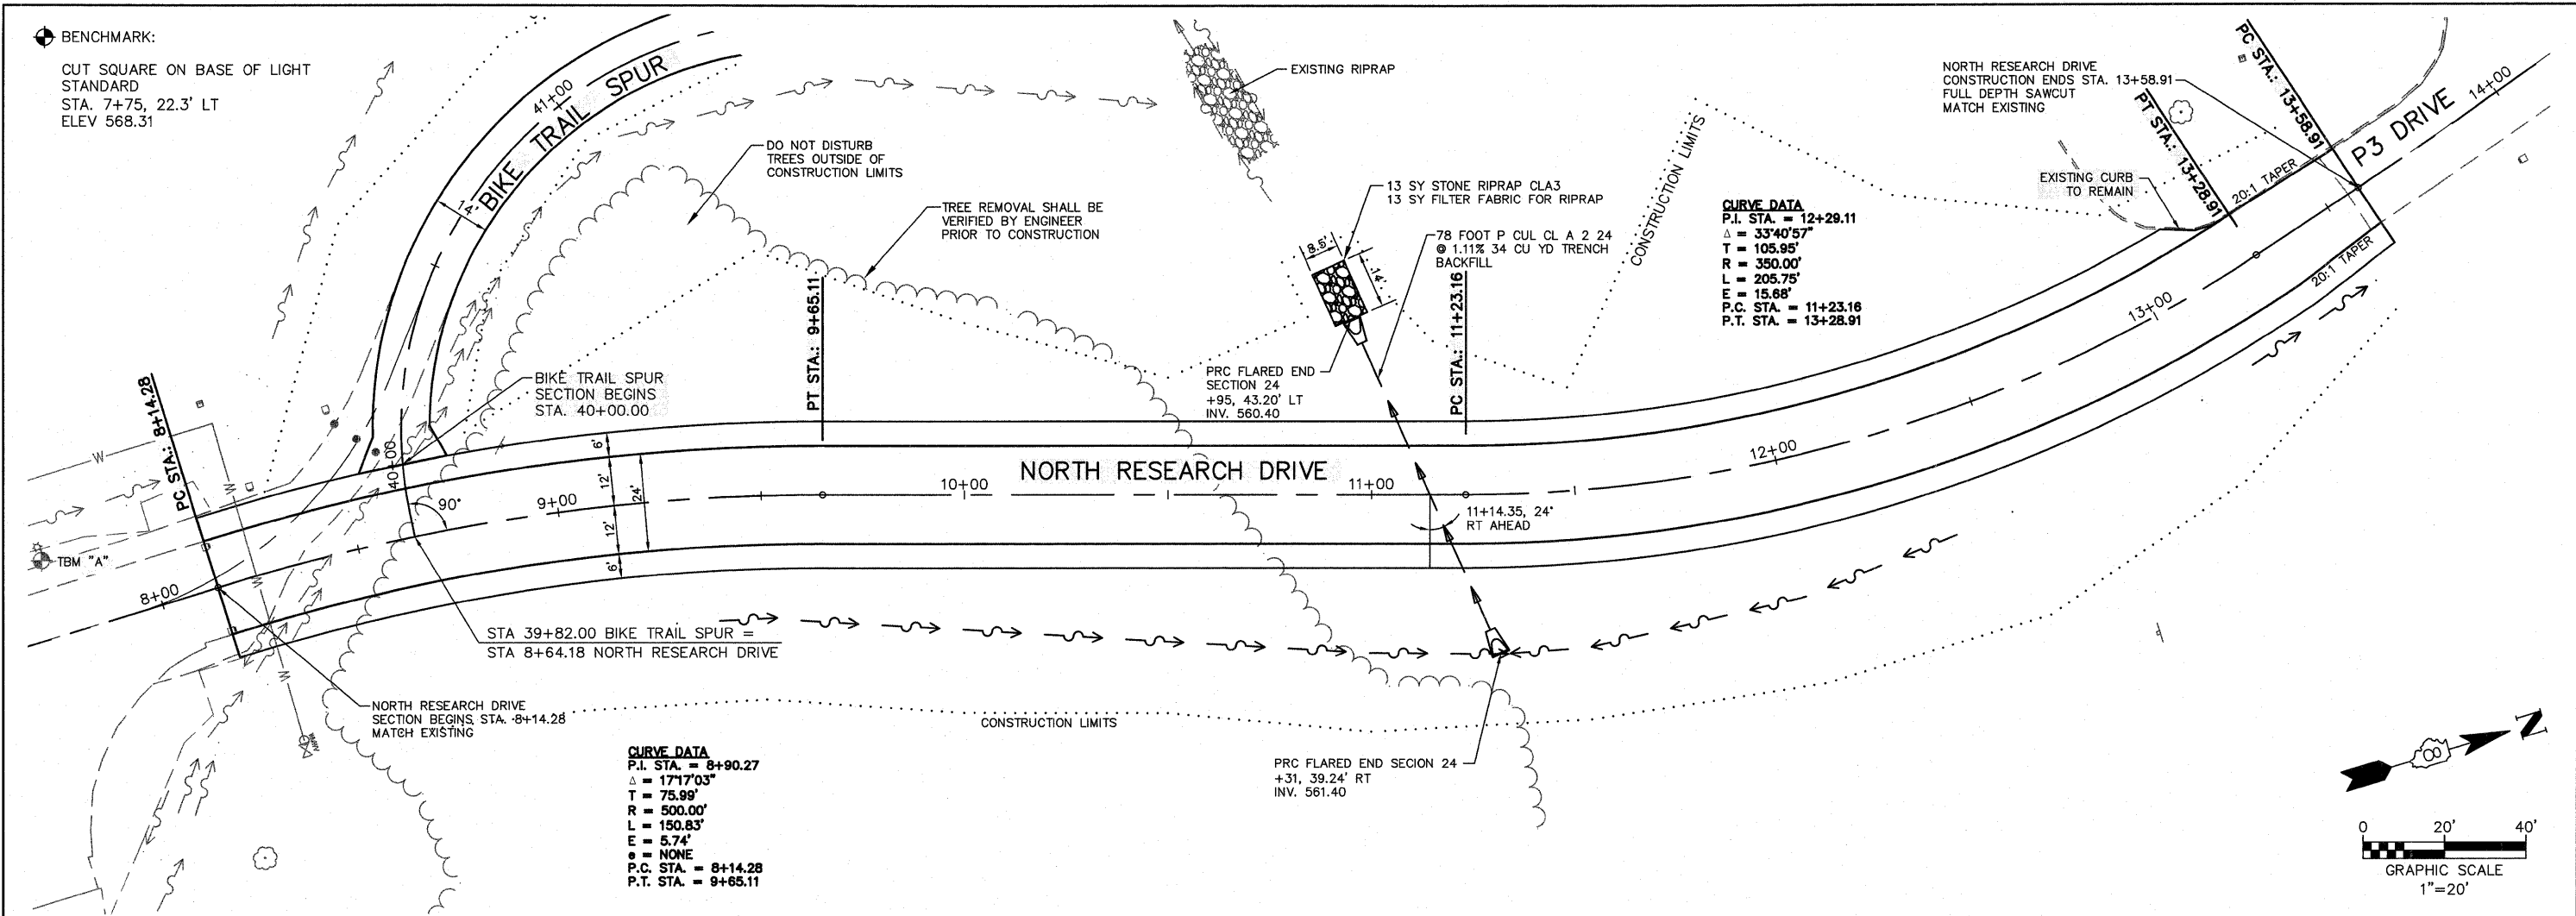 BENCHMARK:
CUT SQUARE ON BASE OF LIGHT
STANDARD
STA. 7+75, 22.3' LT
ELEV 568.31
41+00
BIKE TRAIL SPUR
14'
DO NOT DISTURB
TREES OUTSIDE OF
CONSTRUCTION LIMITS
TREE REMOVAL SHALL BE
VERIFIED BY ENGINEER
PRIOR TO CONSTRUCTION
EXISTING RIPRAP
13 SY STONE RIPRAP CLA3
13 SY FILTER FABRIC FOR RIPRAP
8.5'
14'
78 FOOT P CUL CL A 2 24
@ 1.11% 34 CU YD TRENCH
BACKFILL
CONSTRUCTION LIMITS
CURVE DATA
P.I. STA. = 12+29.11
Δ = 33°40'57"
T = 105.95'
R = 350.00'
L = 205.75'
E = 15.68'
P.C. STA. = 11+23.16
P.T. STA. = 13+28.91
NORTH RESEARCH DRIVE
CONSTRUCTION ENDS STA. 13+58.91
FULL DEPTH SAWCUT
MATCH EXISTING
PC STA.: 13+58.91
PT STA.: 13+28.91
14+00
P3 DRIVE
20:1 TAPER
EXISTING CURB
TO REMAIN
20:1 TAPER
13+00
12+00
PC STA.: 8+14.28
BIKE TRAIL SPUR
SECTION BEGINS
STA. 40+00.00
PT STA.: 9+65.11
PRC FLARED END
SECTION 24
+95, 43.20' LT
INV. 560.40
PC STA.: 11+23.16
W
W
W
W
40+00
90°
9+00
6'
12'
24'
12'
6'
10+00
NORTH RESEARCH DRIVE
11+00
11+14.35, 24°
RT AHEAD
TBM "A"
8+00
STA 39+82.00 BIKE TRAIL SPUR =
STA 8+64.18 NORTH RESEARCH DRIVE
NORTH RESEARCH DRIVE
SECTION BEGINS STA. 8+14.28
MATCH EXISTING
CONSTRUCTION LIMITS
CURVE DATA
P.I. STA. = 8+90.27
Δ = 17°17'03"
T = 75.99'
R = 500.00'
L = 150.83'
E = 5.74'
e = NONE
P.C. STA. = 8+14.28
P.T. STA. = 9+65.11
PRC FLARED END SECION 24
+31, 39.24' RT
INV. 561.40
N
0 20' 40'
GRAPHIC SCALE
1"=20'